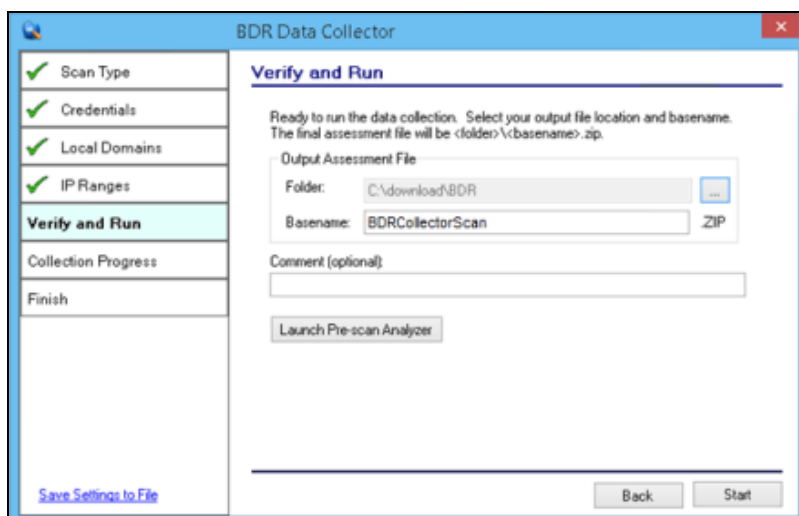 BDR Data Collector
Scan Type
Credentials
Local Domains
IP Ranges
Verify and Run
Collection Progress
Finish
Save Settings to File
Verify and Run
Ready to run the data collection. Select your output file location and basename.
The final assessment file will be <folder>\<basename>.zip.
Output Assessment File
Folder: C:\download\BDR ...
Basename: BDRCollectorScan .ZIP
Comment (optional):
Launch Pre-scan Analyzer
Back Start